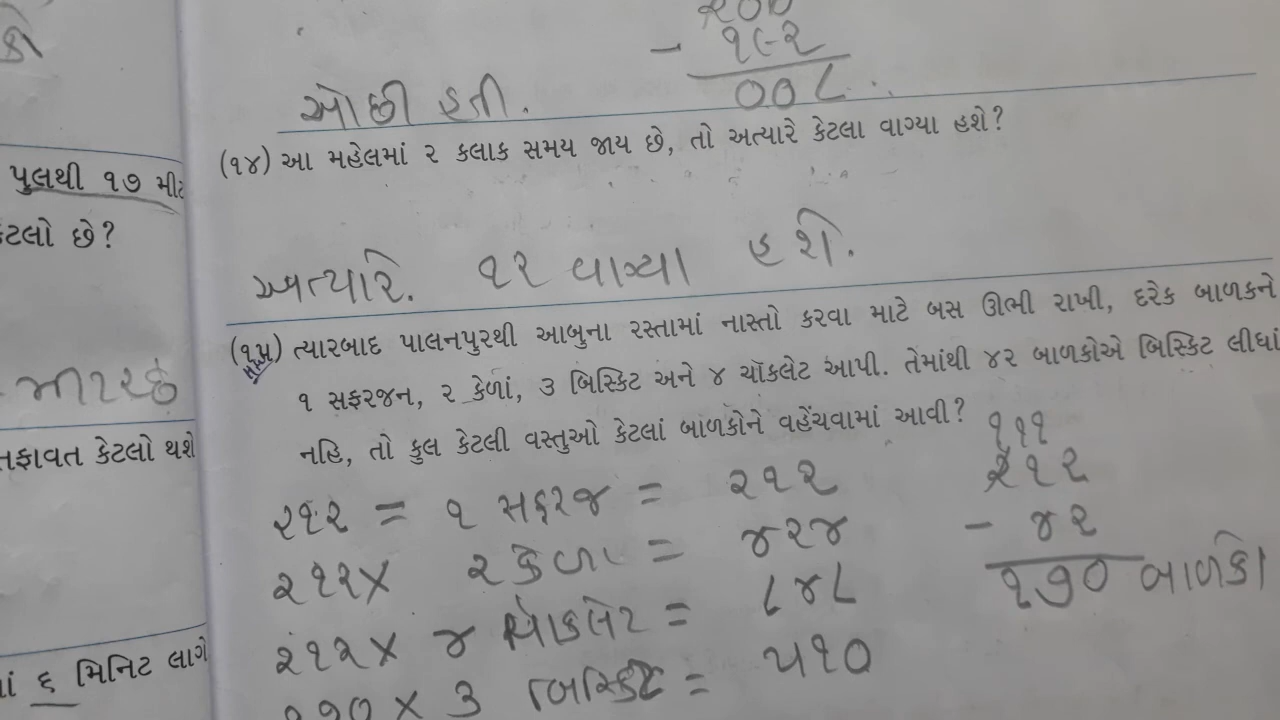 કો
૨૦૦
- ૧૯૨
ઓછી હતી. ૦૦૮
(૧૪) આ મહેલમાં ૨ કલાક સમય જાય છે, તો અત્યારે કેટલા વાગ્યા હશે?
પુલથી ૧૭ મીટ
કેટલો છે?
અત્યારે. ૧૨ વાગ્યા હશે.
(૧૫) ત્યારબાદ પાલનપુરથી આબુના રસ્તામાં નાસ્તો કરવા માટે બસ ઊભી રાખી, દરેક બાળકને
૧ સફરજન, ૨ કેળાં, ૩ બિસ્કિટ અને ૪ ચૉકલેટ આપી. તેમાંથી ૪૨ બાળકોએ બિસ્કિટ લીધાં
નહિ, તો કુલ કેટલી વસ્તુઓ કેટલાં બાળકોને વહેંચવામાં આવી?
તફાવત કેટલો થશે
૧૧૧
૨૧૨ = ૧ સફરજ = ૨૧૨ ૨૧૨
૨૧૨ x ૨ કેળા = ૪૨૪ - ૪૨
૨૧૨ x ૪ ચોકલેટ = ૮૪૮ ૧૭૦ બાળકો
૧૭૦ x ૩ બિસ્કિટ = ૫૧૦
માં ૬ મિનિટ લાગે